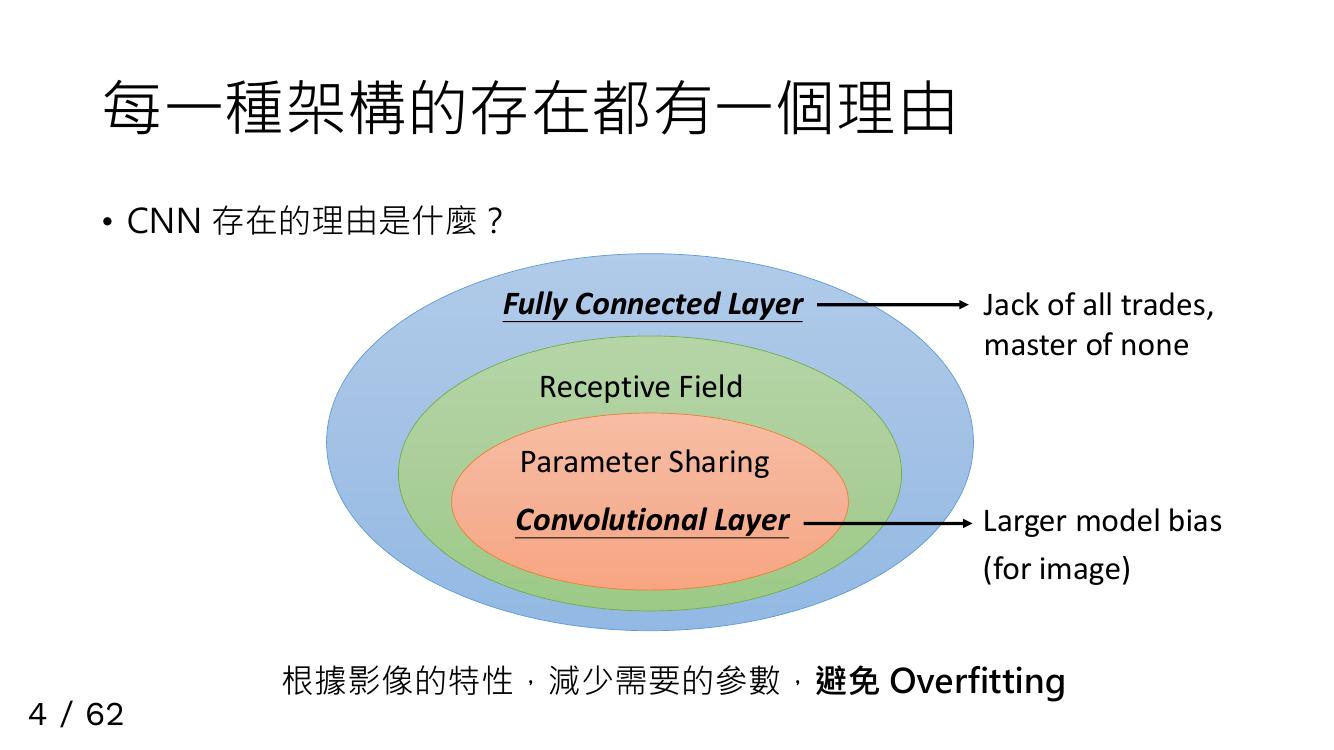 每一種架構的存在都有一個理由
• CNN 存在的理由是什麼？
Fully Connected Layer
Jack of all trades,
master of none
Receptive Field
Parameter Sharing
Convolutional Layer
Larger model bias
(for image)
根據影像的特性，減少需要的參數，避免 Overfitting
4 / 62